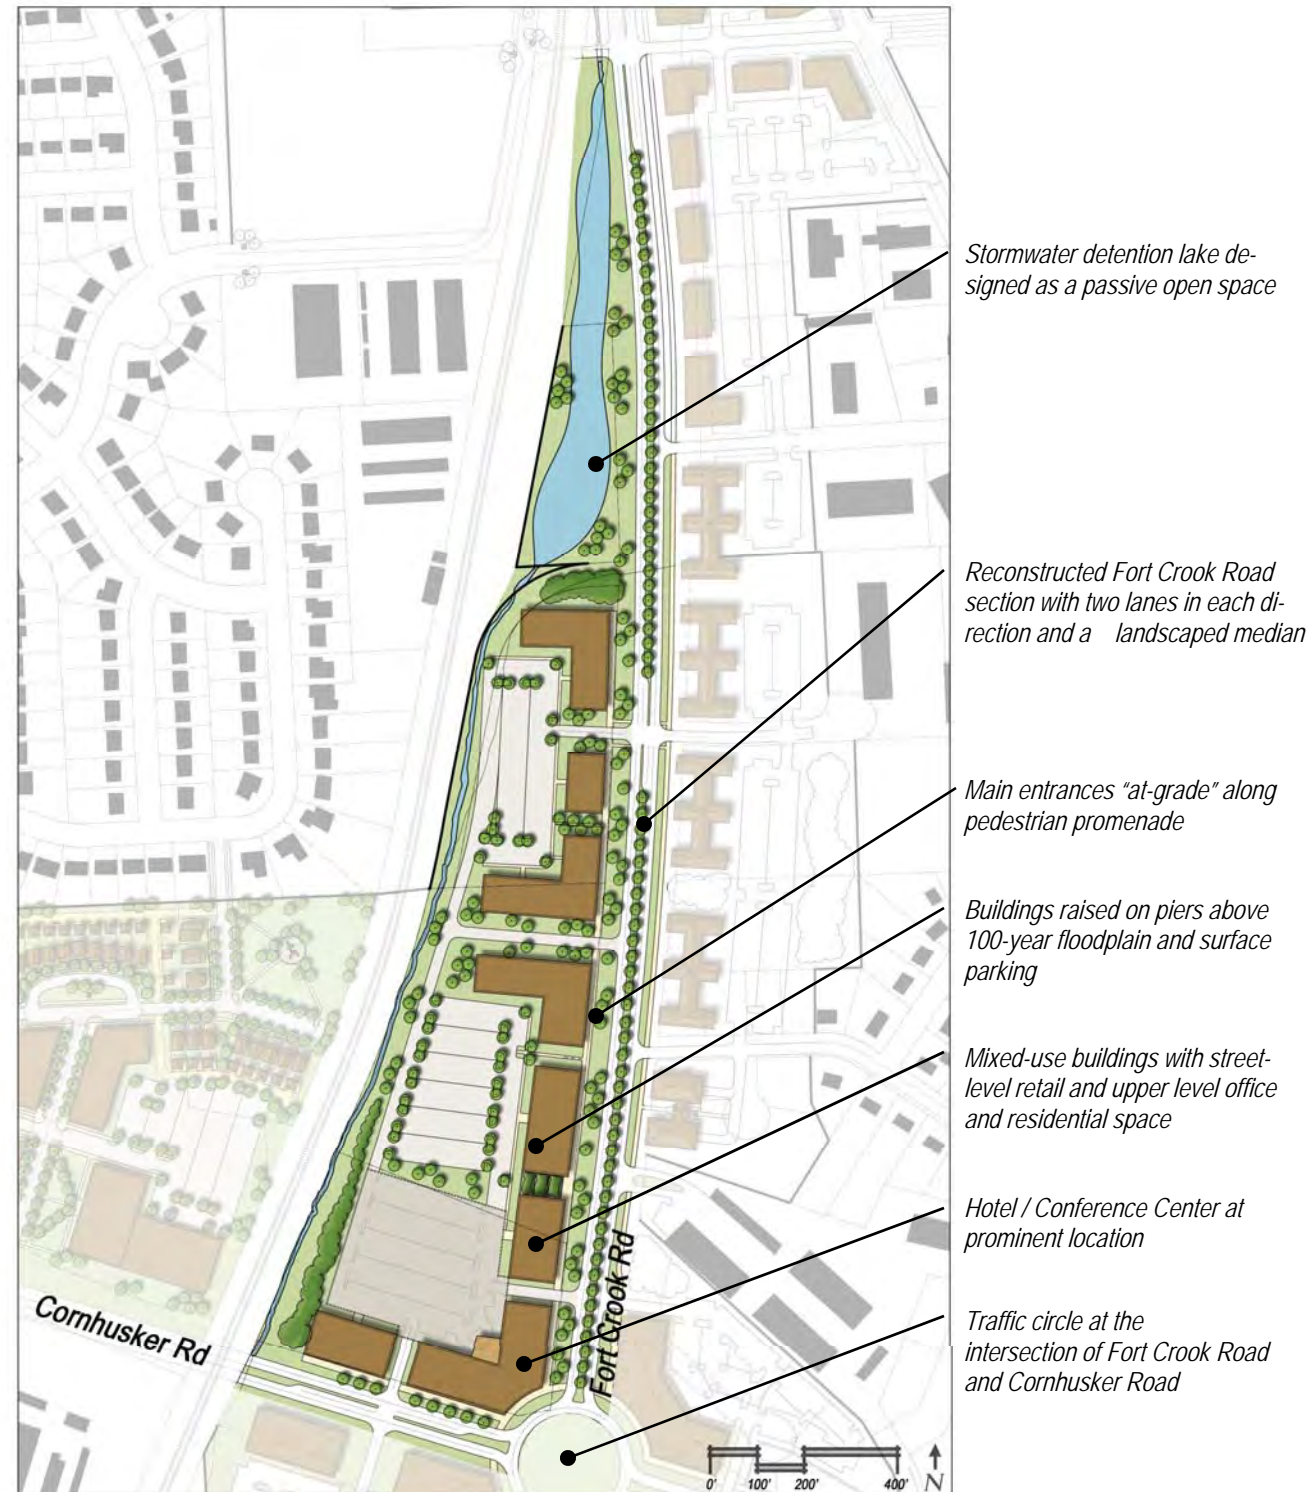 Stormwater detention lake de-
signed as a passive open space
Reconstructed Fort Crook Road
section with two lanes in each di-
rection and a landscaped median
Main entrances “at-grade” along
pedestrian promenade
Buildings raised on piers above
100-year floodplain and surface
parking
Mixed-use buildings with street-
level retail and upper level office
and residential space
Hotel / Conference Center at
prominent location
Traffic circle at the
intersection of Fort Crook Road
and Cornhusker Road
Cornhusker Rd
Fort Crook Rd
0' 100' 200' 400' N